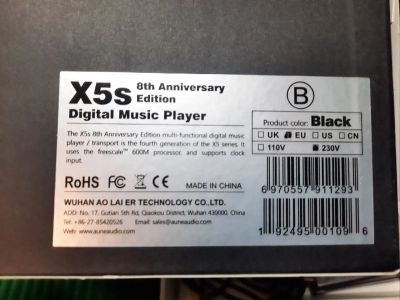 X5s 8th Anniversary Edition
Digital Music Player
The X5s 8th Anniversary Edition multi-functional digital music
player / transport is the fourth generation of the X5 series. It
uses the freescale™ 600M processor, and supports clock
input.
B
Product color: Black
UK EU US CN
110V 230V
RoHS FC CE MADE IN CHINA
WUHAN AO LAI ER TECHNOLOGY CO.,LTD.
ADD: No. 17, Gutian 5th Rd, Qiaokou District, Wuhan 430000, China
Tel: +86-27-85420526 Email: sales@auneaudio.com
Website: www.auneaudio.com
6 970557 911293
1 92495 00109 6